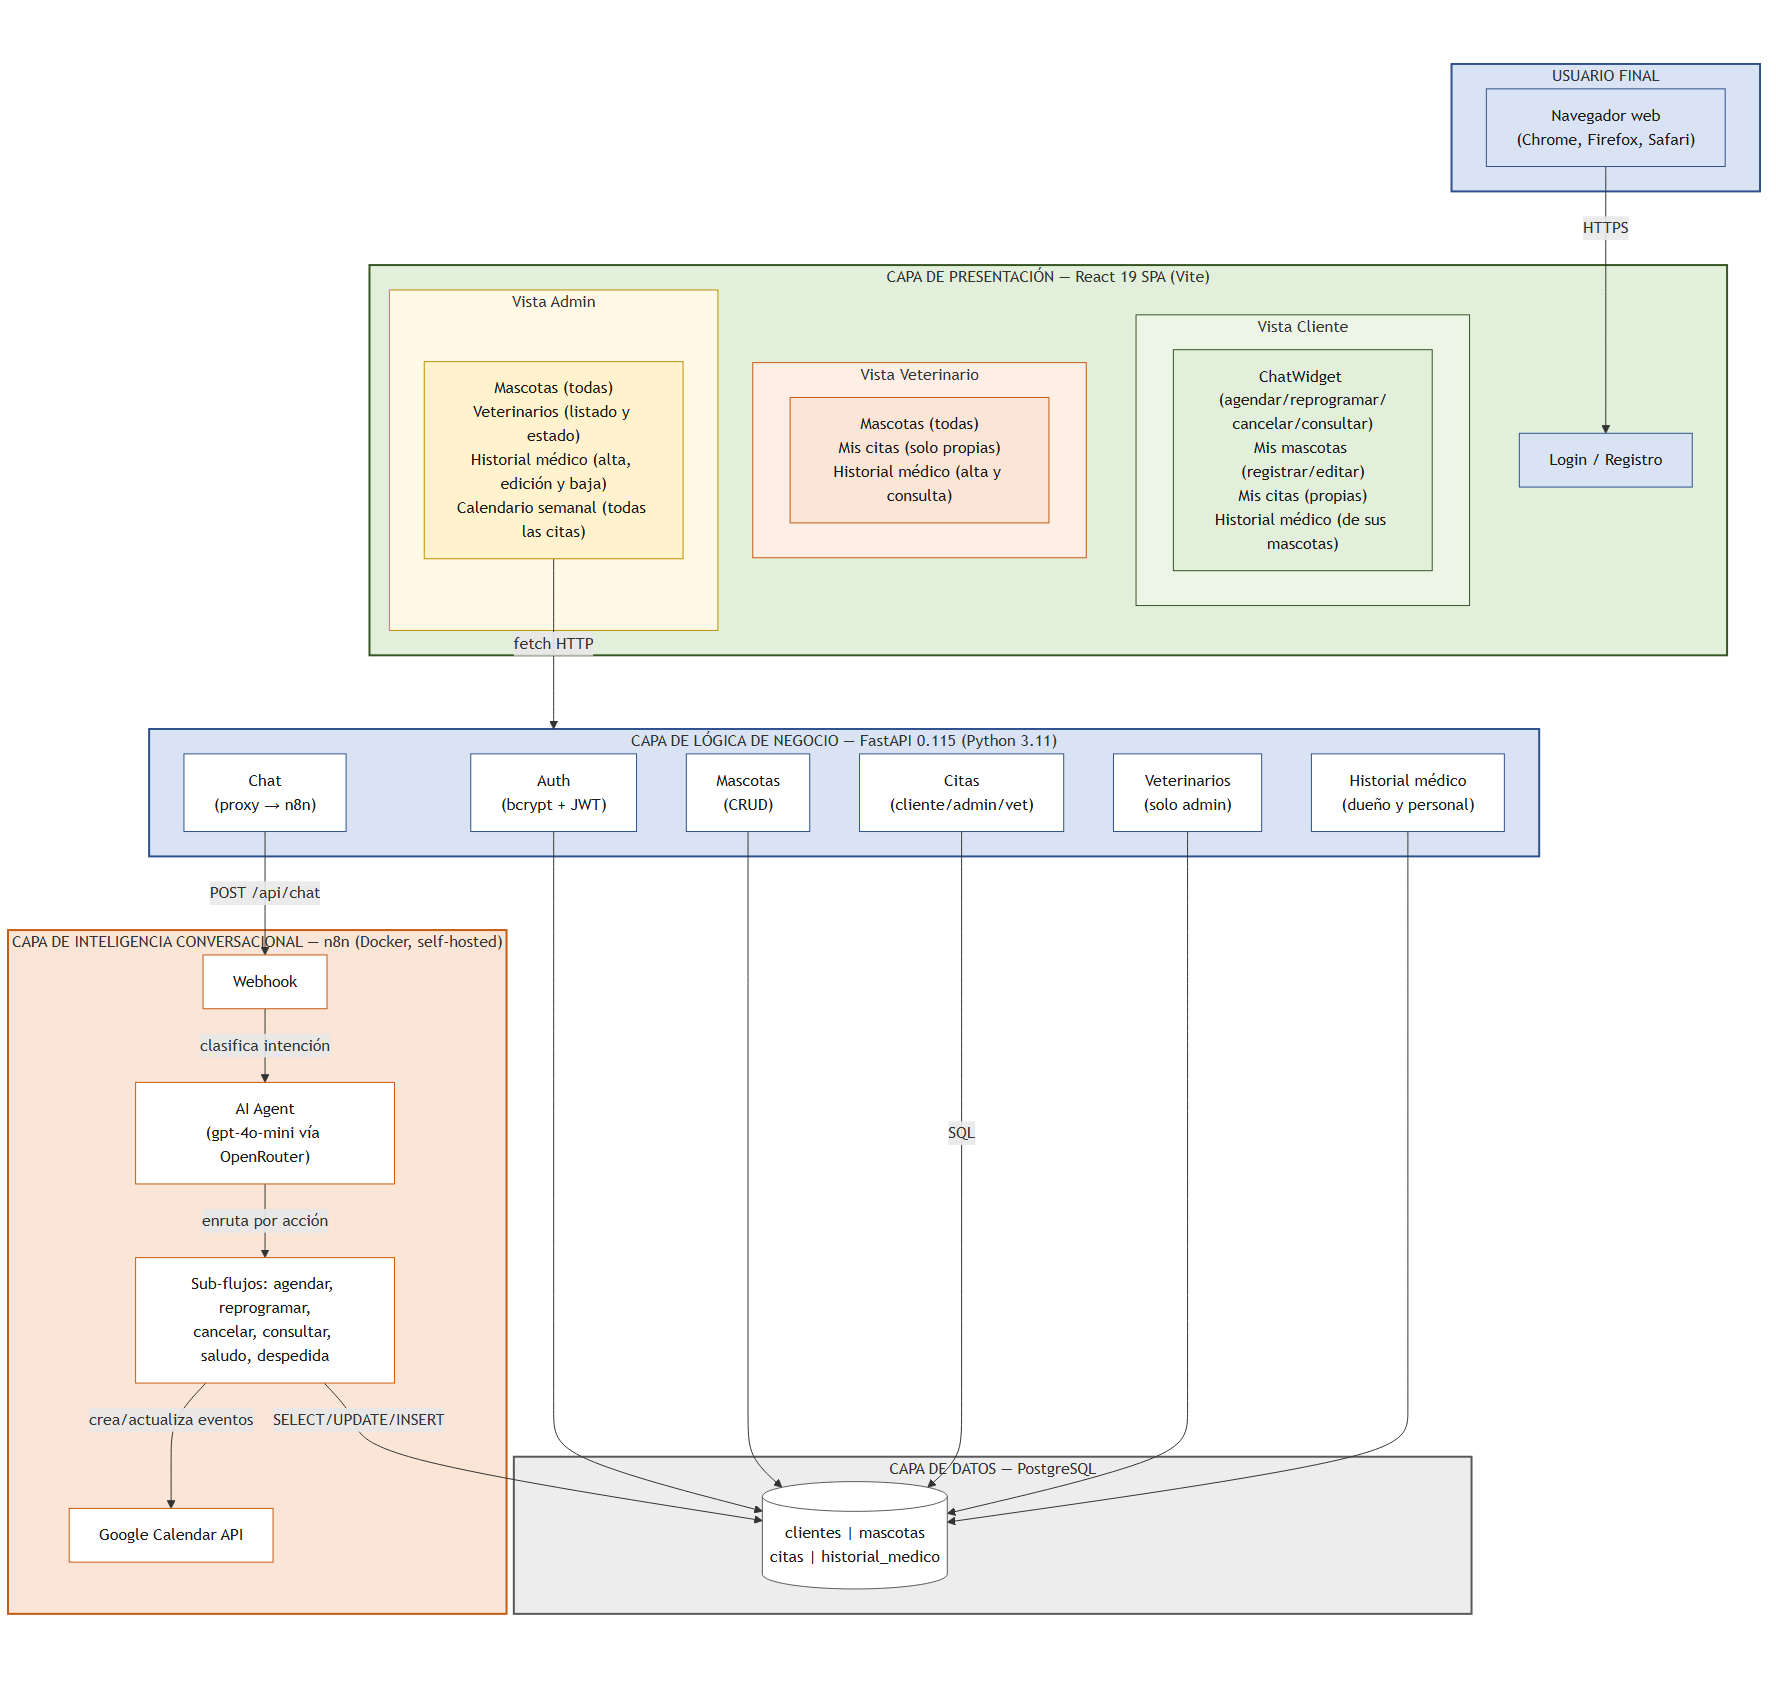 USUARIO FINAL
Navegador web
(Chrome, Firefox, Safari)
HTTPS
CAPA DE PRESENTACIÓN — React 19 SPA (Vite)
Vista Admin
Mascotas (todas)
Veterinarios (listado y
estado)
Historial médico (alta,
edición y baja)
Calendario semanal (todas
las citas)
Vista Veterinario
Mascotas (todas)
Mis citas (solo propias)
Historial médico (alta y
consulta)
Vista Cliente
ChatWidget
(agendar/reprogramar/
cancelar/consultar)
Mis mascotas
(registrar/editar)
Mis citas (propias)
Historial médico (de sus
mascotas)
Login / Registro
fetch HTTP
CAPA DE LÓGICA DE NEGOCIO — FastAPI 0.115 (Python 3.11)
Chat
(proxy → n8n)
Auth
(bcrypt + JWT)
Mascotas
(CRUD)
Citas
(cliente/admin/vet)
Veterinarios
(solo admin)
Historial médico
(dueño y personal)
POST /api/chat
CAPA DE INTELIGENCIA CONVERSACIONAL — n8n (Docker, self-hosted)
Webhook
clasifica intención
AI Agent
(gpt-4o-mini vía
OpenRouter)
SQL
enruta por acción
Sub-flujos: agendar,
reprogramar,
cancelar, consultar,
saludo, despedida
crea/actualiza eventos
SELECT/UPDATE/INSERT
Google Calendar API
CAPA DE DATOS — PostgreSQL
clientes | mascotas
citas | historial_medico